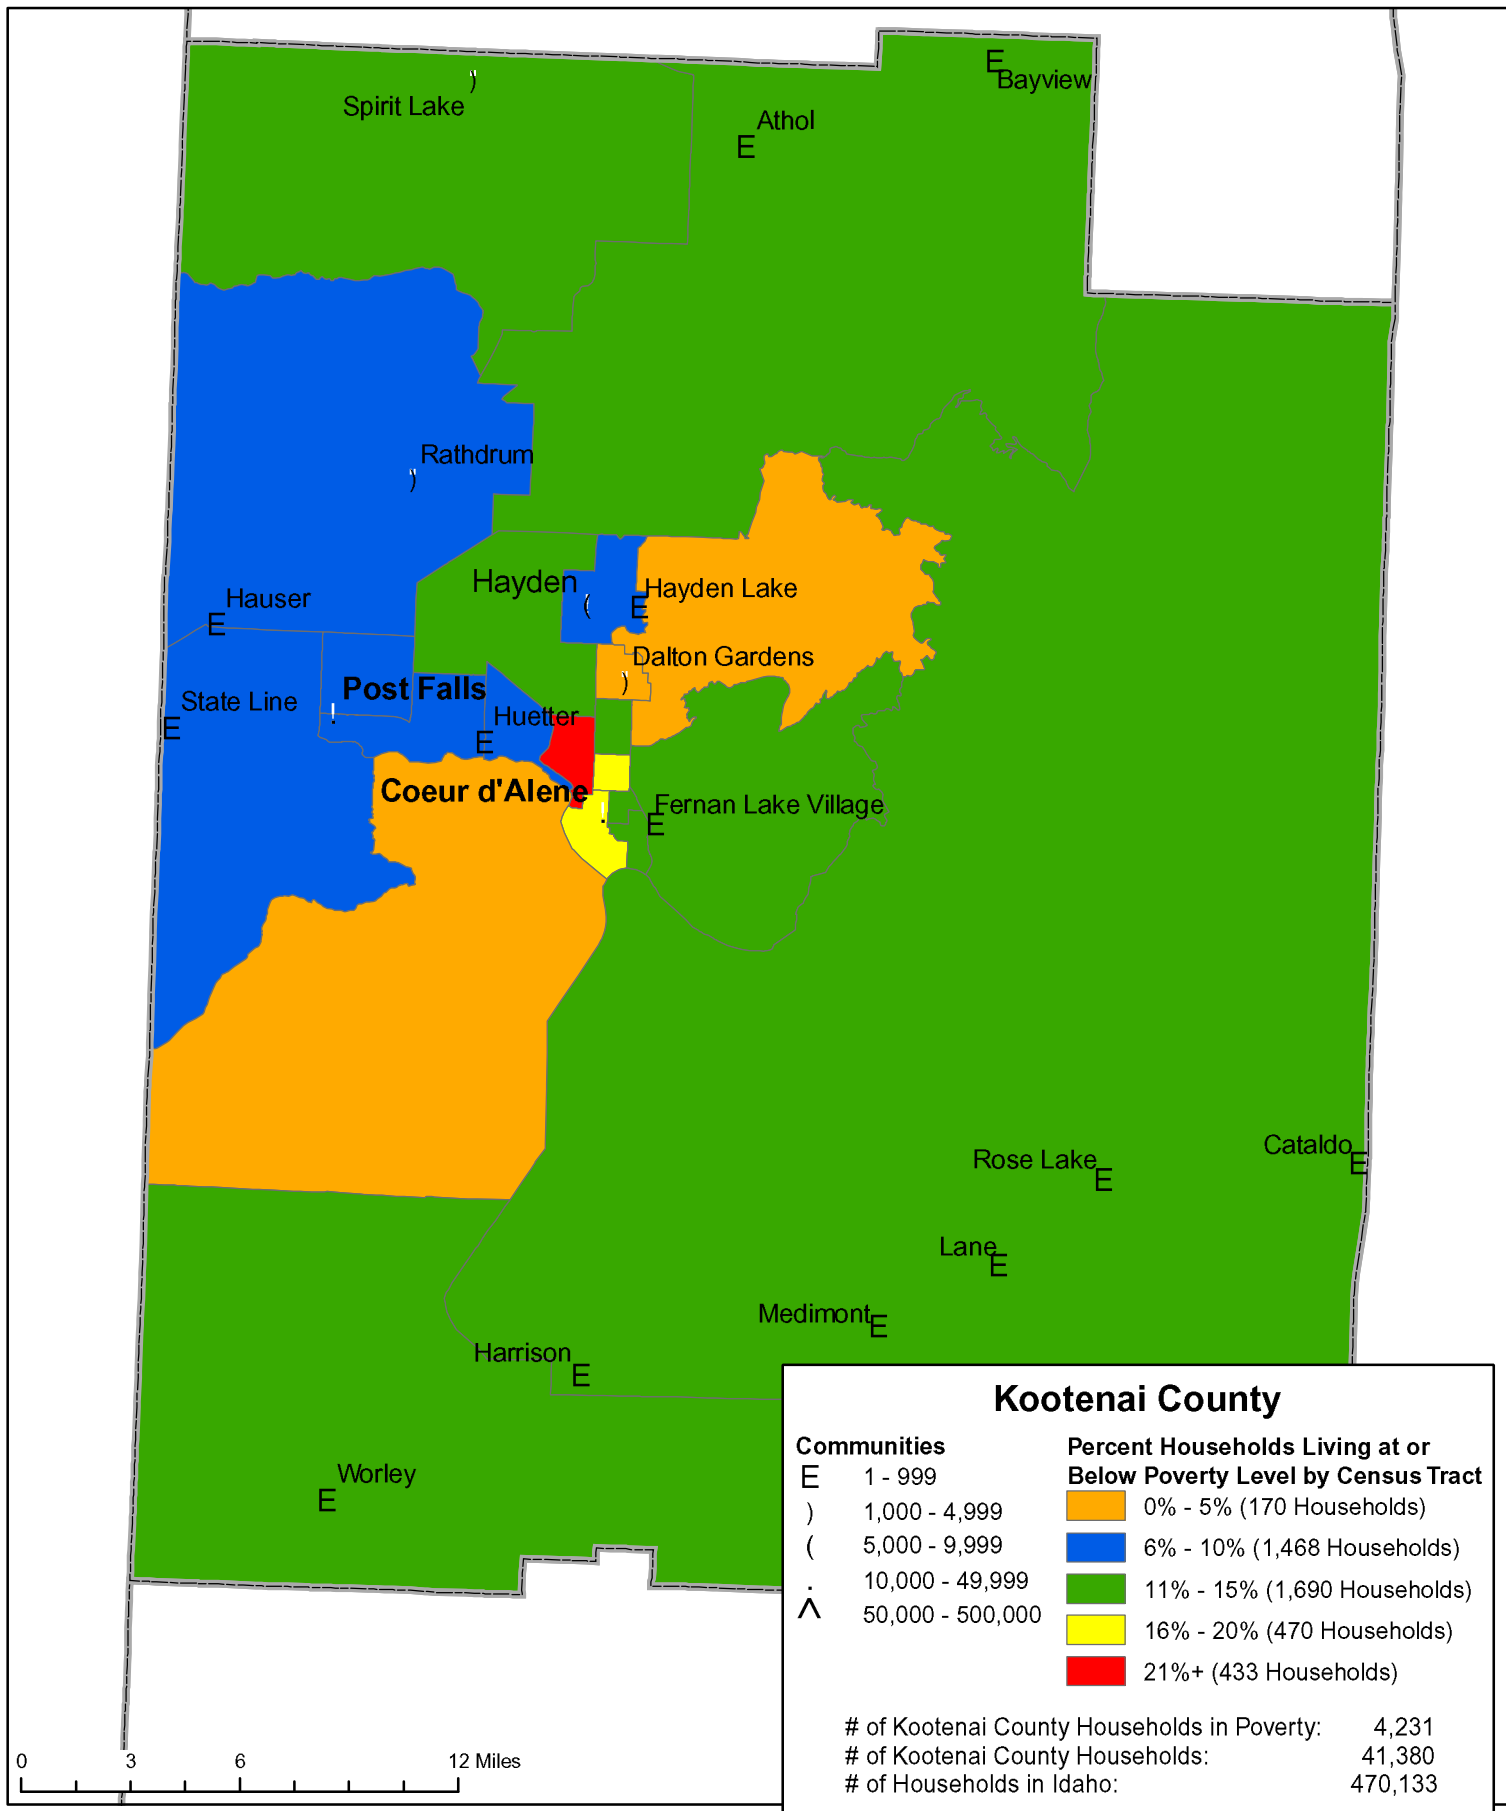 Bayview
Spirit Lake
Athol
Rathdrum
Hayden
Hayden Lake
Hauser
Dalton Gardens
Post Falls
State Line
Huetter
Coeur d'Alene
Fernan Lake Village
Cataldo
Rose Lake
Lane
Medimont
Harrison
Worley
Kootenai County
Communities
E 1 - 999
) 1,000 - 4,999
( 5,000 - 9,999
. 10,000 - 49,999
^ 50,000 - 500,000
Percent Households Living at or
Below Poverty Level by Census Tract
0% - 5% (170 Households)
6% - 10% (1,468 Households)
11% - 15% (1,690 Households)
16% - 20% (470 Households)
21%+ (433 Households)
# of Kootenai County Households in Poverty: 4,231
# of Kootenai County Households: 41,380
# of Households in Idaho: 470,133
0 3 6 12 Miles